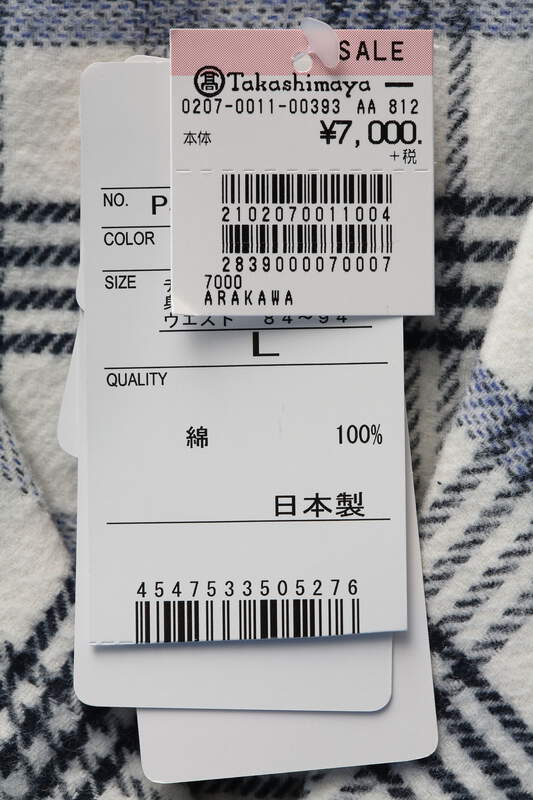 SALE
髙 Takashimaya
0207-0011-00393 AA 812
本体 ¥7,000.
+税
2102070011004
2839000070007
7000
ARAKAWA
NO. P
COLOR
SIZE
ウエスト 84~94
L
QUALITY
綿 100%
日本製
4547533505276